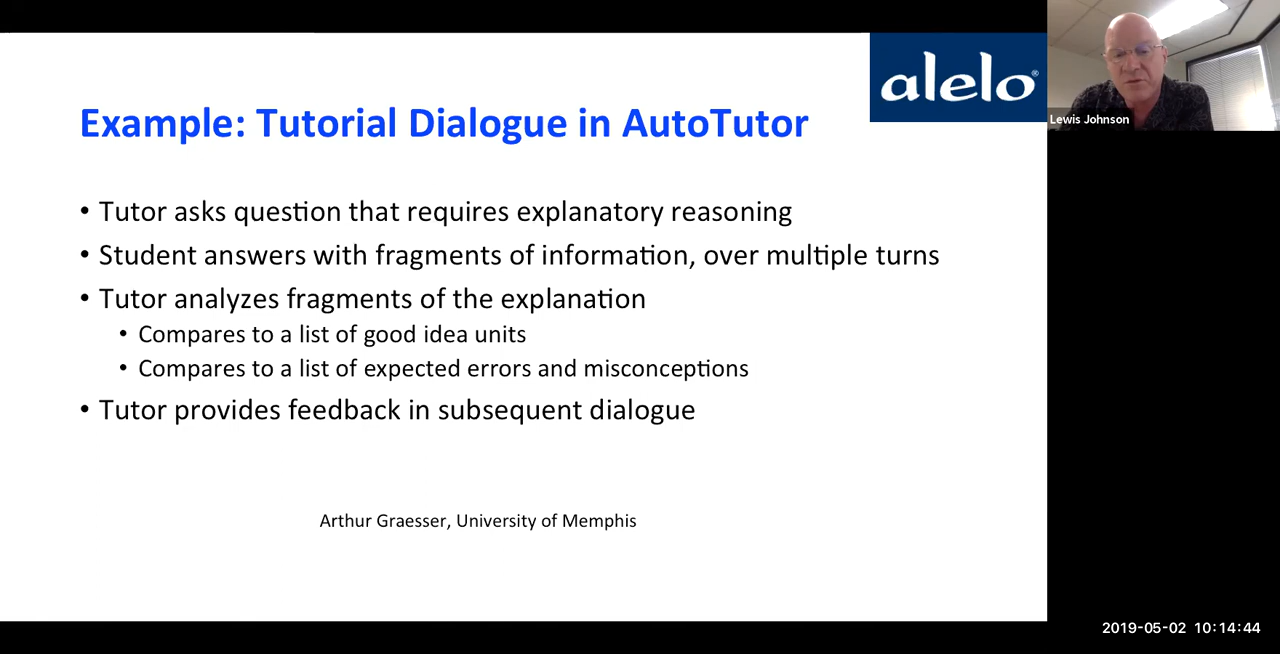 alelo®
Lewis Johnson
Example: Tutorial Dialogue in AutoTutor
• Tutor asks question that requires explanatory reasoning
• Student answers with fragments of information, over multiple turns
• Tutor analyzes fragments of the explanation
• Compares to a list of good idea units
• Compares to a list of expected errors and misconceptions
• Tutor provides feedback in subsequent dialogue
Arthur Graesser, University of Memphis
2019-05-02 10:14:44